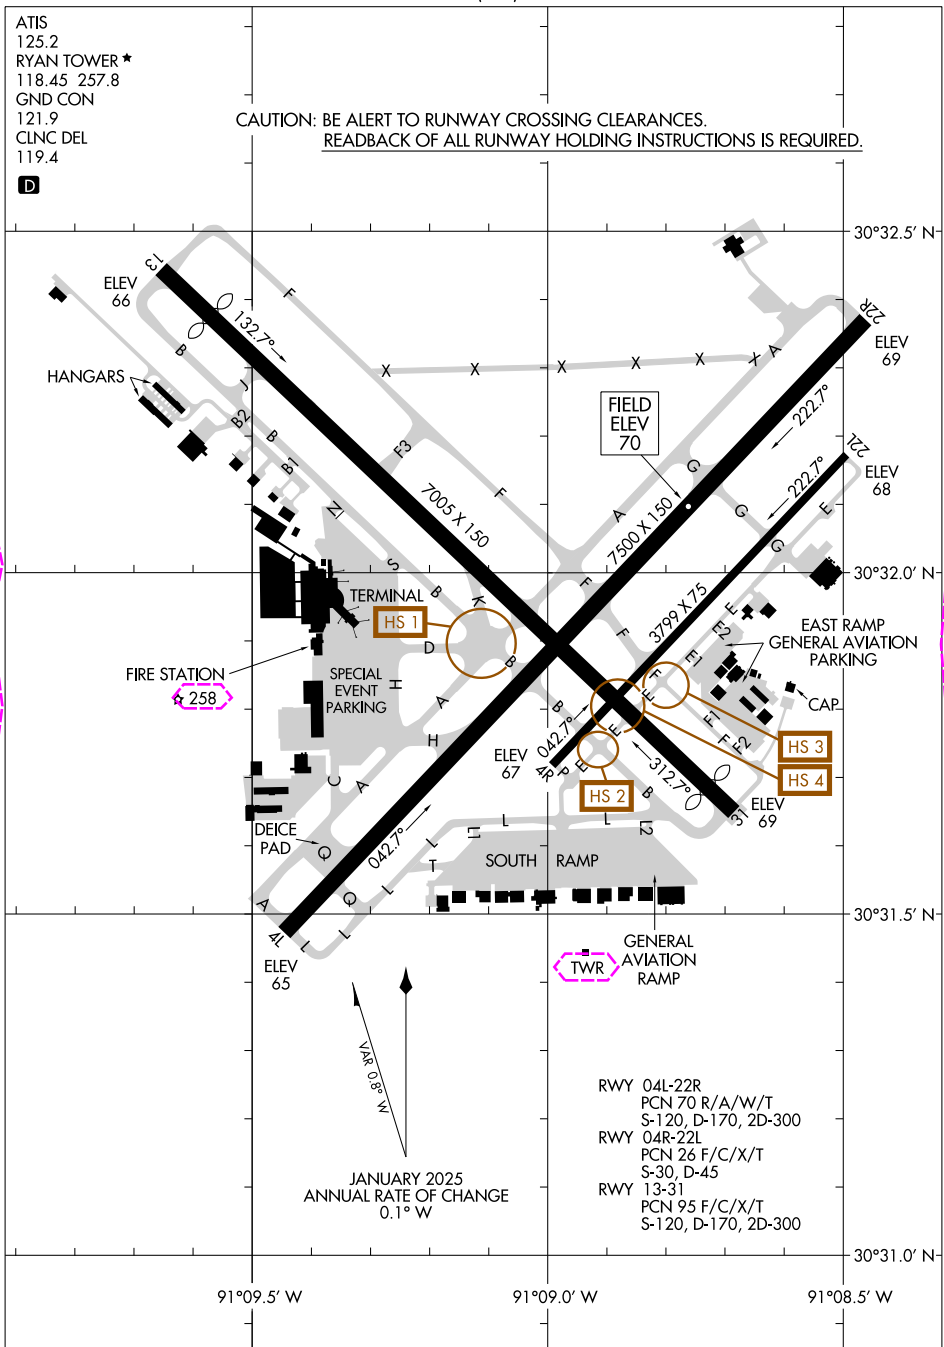 ATIS
125.2
RYAN TOWER★
118.45 257.8
GND CON
121.9
CLNC DEL
119.4
D
CAUTION: BE ALERT TO RUNWAY CROSSING CLEARANCES.
READBACK OF ALL RUNWAY HOLDING INSTRUCTIONS IS REQUIRED.
30°32.5' N
13
ELEV
66
F
132.7°
B
22R
ELEV
69
X X X X X X A
HANGARS
J
B2
B
B1
F3
F
FIELD
ELEV
70
222.7°
G
22L
ELEV
68
222.7°
Z1
7005 X 150
A
7500 X 150
G
G
E
30°32.0' N
S
B
K
F
TERMINAL
HS 1
D
B
F
3799 X 75
E
E2
EAST RAMP
GENERAL AVIATION
PARKING
FIRE STATION
258
SPECIAL
EVENT
PARKING
H
A
H
B
F
E1
E
F1
F
F2
CAP
HS 3
HS 4
HS 2
042.7°
ELEV
67
4R
P
E
E
312.7°
B
31
ELEV
69
C
A
DEICE
PAD
Q
042.7°
L
L1
L
L
L2
T
SOUTH RAMP
L
Q
A
4L
L
L
ELEV
65
30°31.5' N
GENERAL
AVIATION
RAMP
TWR
VAR 0.8° W
JANUARY 2025
ANNUAL RATE OF CHANGE
0.1° W
RWY 04L-22R
PCN 70 R/A/W/T
S-120, D-170, 2D-300
RWY 04R-22L
PCN 26 F/C/X/T
S-30, D-45
RWY 13-31
PCN 95 F/C/X/T
S-120, D-170, 2D-300
30°31.0' N
91°09.5' W
91°09.0' W
91°08.5' W